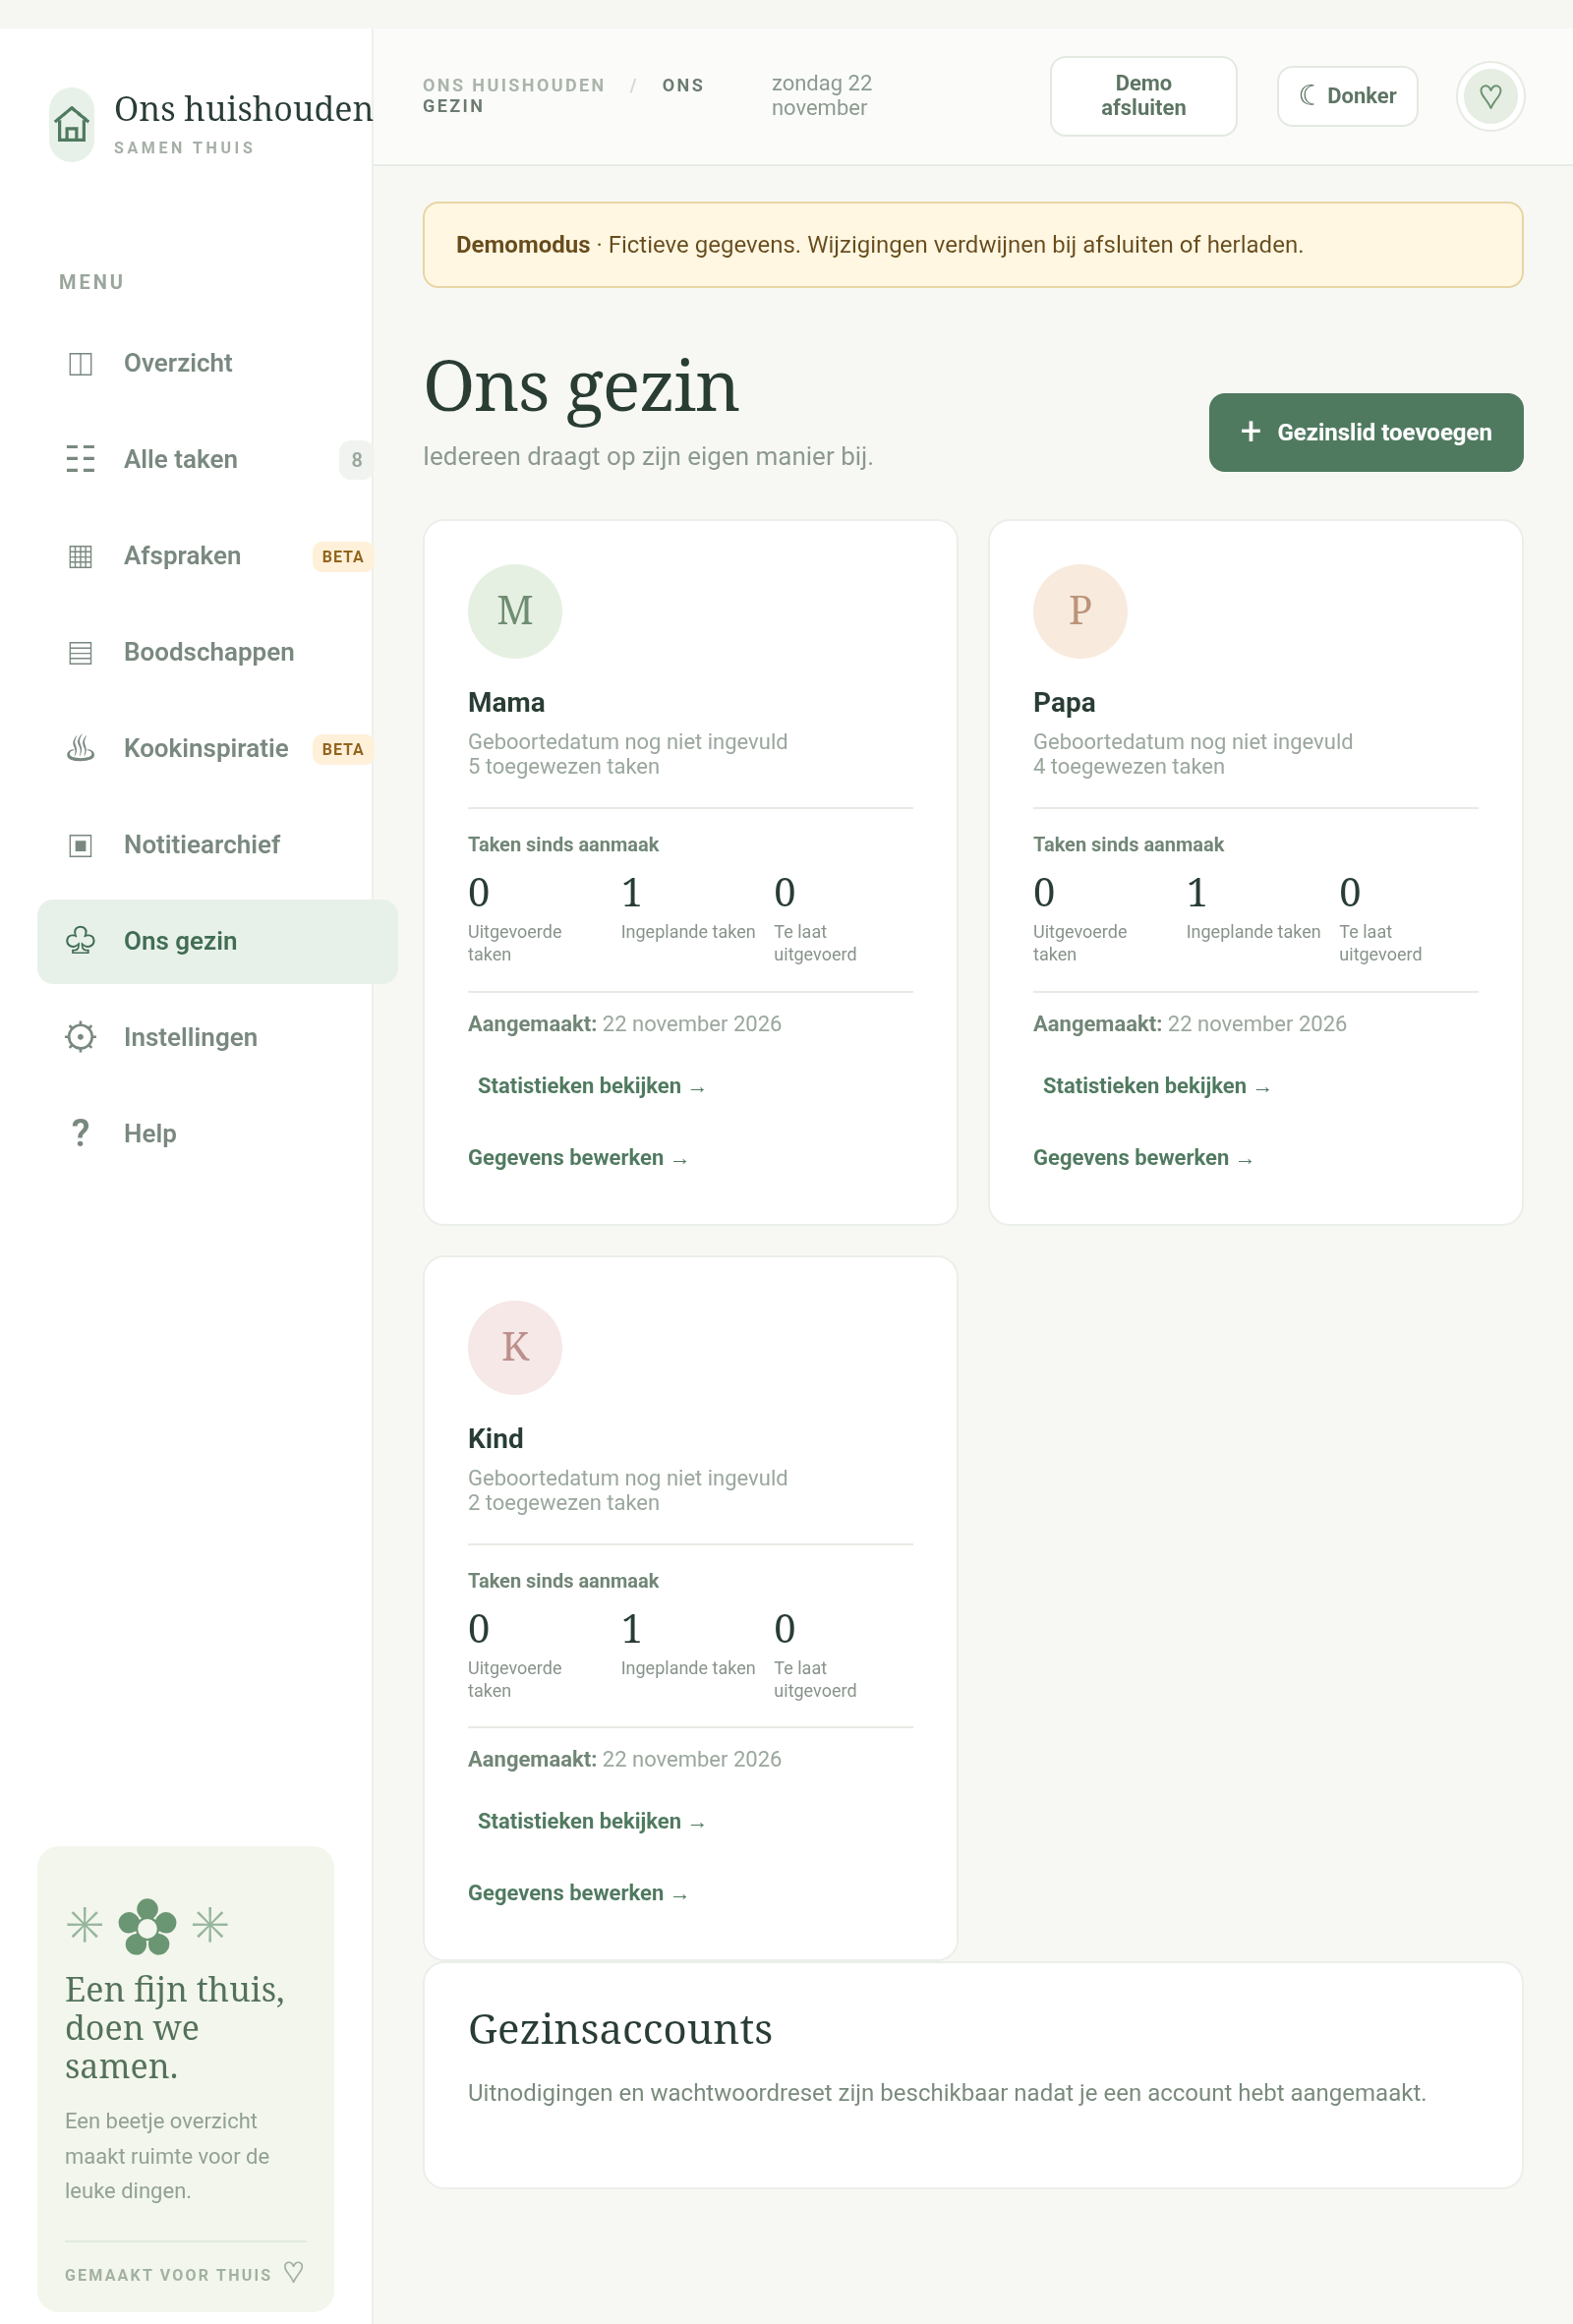 Ons huishouden
SAMEN THUIS
MENU
Overzicht
Alle taken 8
Afspraken BETA
Boodschappen
Kookinspiratie BETA
Notitiearchief
Ons gezin
Instellingen
? Help
Een fijn thuis,
doen we
samen.
Een beetje overzicht
maakt ruimte voor de
leuke dingen.
GEMAAKT VOOR THUIS ♡
ONS HUISHOUDEN / ONS
GEZIN
zondag 22
november
Demo
afsluiten
☾ Donker
♡
Demomodus · Fictieve gegevens. Wijzigingen verdwijnen bij afsluiten of herladen.
Ons gezin
Iedereen draagt op zijn eigen manier bij.
+ Gezinslid toevoegen
M
Mama
Geboortedatum nog niet ingevuld
5 toegewezen taken
Taken sinds aanmaak
0 1 0
Uitgevoerde Ingeplande taken Te laat
taken uitgevoerd
Aangemaakt: 22 november 2026
Statistieken bekijken →
Gegevens bewerken →
P
Papa
Geboortedatum nog niet ingevuld
4 toegewezen taken
Taken sinds aanmaak
0 1 0
Uitgevoerde Ingeplande taken Te laat
taken uitgevoerd
Aangemaakt: 22 november 2026
Statistieken bekijken →
Gegevens bewerken →
K
Kind
Geboortedatum nog niet ingevuld
2 toegewezen taken
Taken sinds aanmaak
0 1 0
Uitgevoerde Ingeplande taken Te laat
taken uitgevoerd
Aangemaakt: 22 november 2026
Statistieken bekijken →
Gegevens bewerken →
Gezinsaccounts
Uitnodigingen en wachtwoordreset zijn beschikbaar nadat je een account hebt aangemaakt.